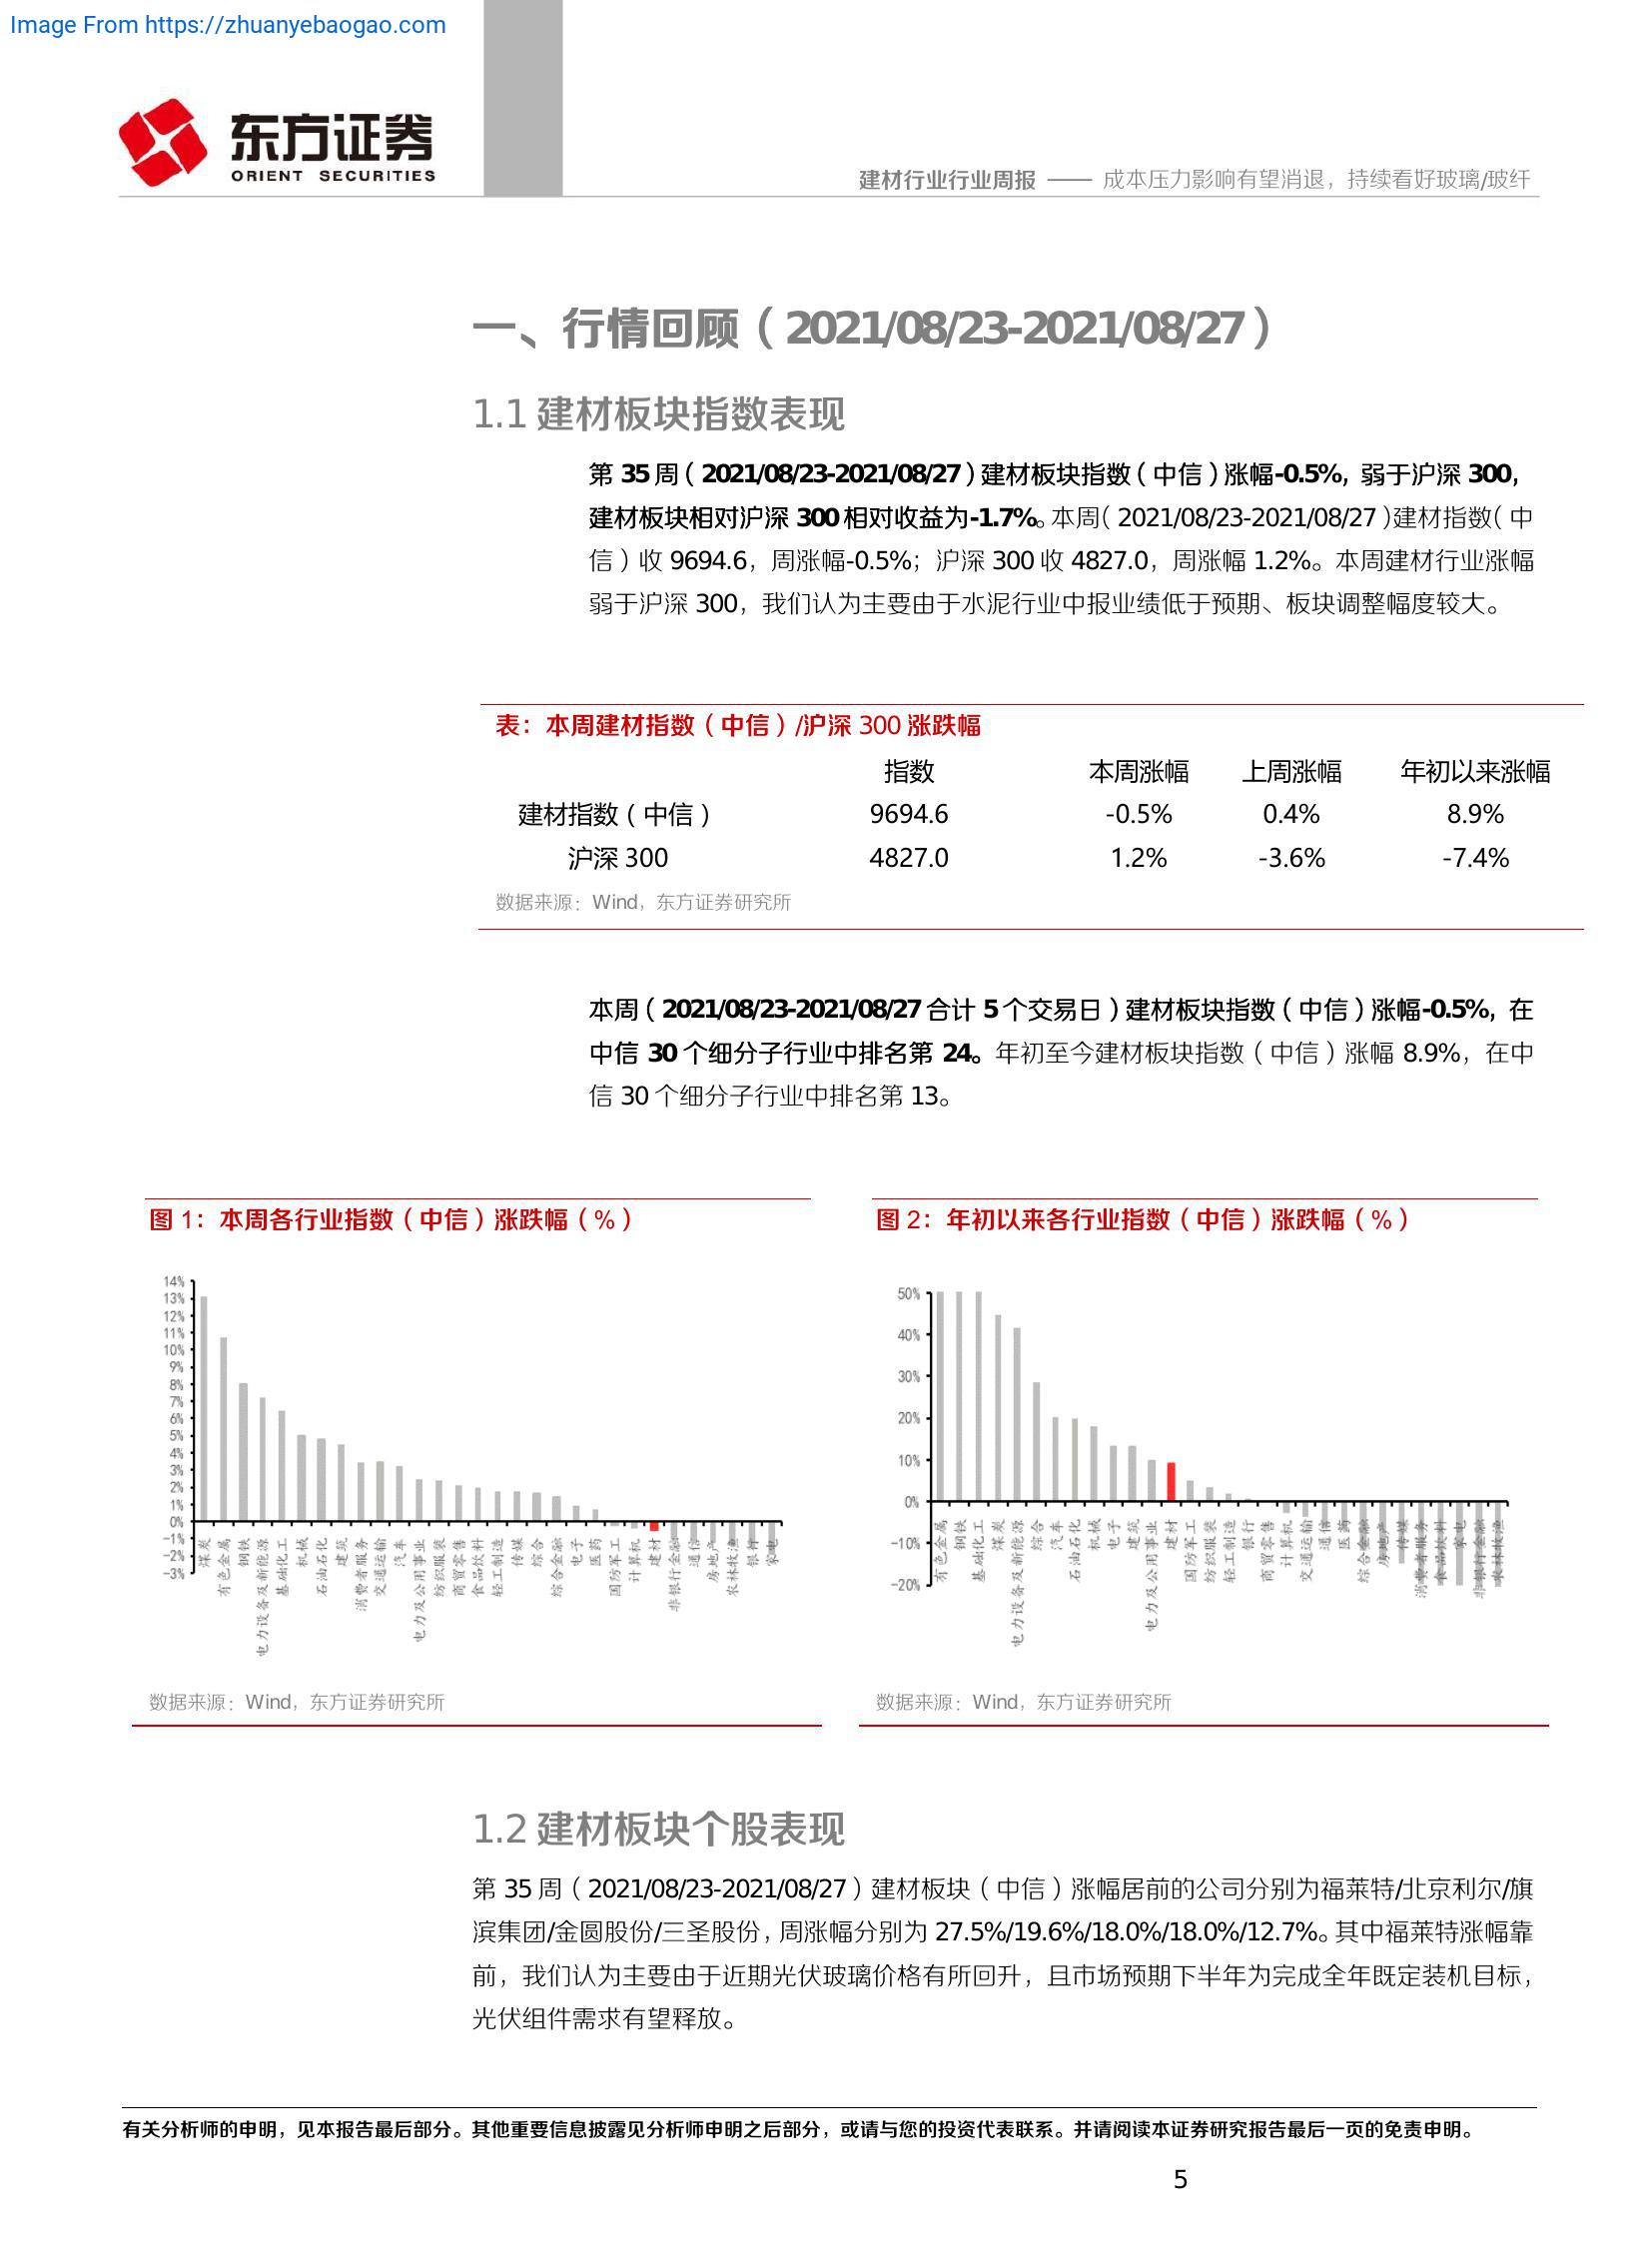 Image From https://zhuanyebaogao.com
东方证券
ORIENT SECURITIES
建材行业行业周报 —— 成本压力影响有望消退，持续看好玻璃/玻纤
一、行情回顾（2021/08/23-2021/08/27）
1.1 建材板块指数表现
第 35 周（2021/08/23-2021/08/27）建材板块指数（中信）涨幅-0.5%, 弱于沪深 300,
建材板块相对沪深 300 相对收益为-1.7%。本周（2021/08/23-2021/08/27）建材指数（中
信）收 9694.6，周涨幅-0.5%；沪深 300 收 4827.0，周涨幅 1.2%。本周建材行业涨幅
弱于沪深 300，我们认为主要由于水泥行业中报业绩低于预期、板块调整幅度较大。
表：本周建材指数（中信）/沪深 300 涨跌幅
指数 本周涨幅 上周涨幅 年初以来涨幅
建材指数（中信） 9694.6 -0.5% 0.4% 8.9%
沪深 300 4827.0 1.2% -3.6% -7.4%
数据来源：Wind，东方证券研究所
本周（2021/08/23-2021/08/27 合计 5 个交易日）建材板块指数（中信）涨幅-0.5%, 在
中信 30 个细分子行业中排名第 24。年初至今建材板块指数（中信）涨幅 8.9%，在中
信 30 个细分子行业中排名第 13。
图 1：本周各行业指数（中信）涨跌幅（%）
14%
13%
12%
11%
10%
9%
8%
7%
6%
5%
4%
3%
2%
1%
0%
-1%
-2%
-3%
煤炭
有色金属
钢铁
电力设备及新能源
基础化工
机械
石油石化
建筑
消费者服务
交通运输
汽车
电力及公用事业
纺织服装
商贸零售
食品饮料
轻工制造
传媒
综合
综合金融
电子
医药
国防军工
计算机
建材
非银行金融
通信
房地产
农林牧渔
银行
家电
数据来源：Wind，东方证券研究所
图 2：年初以来各行业指数（中信）涨跌幅（%）
50%
40%
30%
20%
10%
0%
-10%
-20%
有色金属
钢铁
基础化工
煤炭
电力设备及新能源
综合
汽车
石油石化
机械
电子
建筑
电力及公用事业
建材
国防军工
纺织服装
轻工制造
银行
商贸零售
计算机
交通运输
通信
医药
综合金融
房地产
传媒
消费者服务
食品饮料
家电
非银行金融
农林牧渔
数据来源：Wind，东方证券研究所
1.2 建材板块个股表现
第 35 周（2021/08/23-2021/08/27）建材板块（中信）涨幅居前的公司分别为福莱特/北京利尔/旗
滨集团/金圆股份/三圣股份，周涨幅分别为 27.5%/19.6%/18.0%/18.0%/12.7%。其中福莱特涨幅靠
前，我们认为主要由于近期光伏玻璃价格有所回升，且市场预期下半年为完成全年既定装机目标，
光伏组件需求有望释放。
有关分析师的申明，见本报告最后部分。其他重要信息披露见分析师申明之后部分，或请与您的投资代表联系。并请阅读本证券研究报告最后一页的免责申明。
5